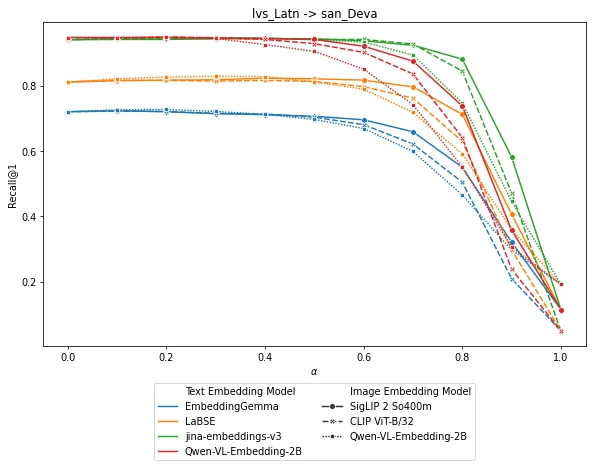 lvs_Latn -> san_Deva
Recall@1
0.8
0.6
0.4
0.2
0.0 0.2 0.4 0.6 0.8 1.0
α
Text Embedding Model Image Embedding Model
EmbeddingGemma SigLIP 2 So400m
LaBSE CLIP ViT-B/32
jina-embeddings-v3 Qwen-VL-Embedding-2B
Qwen-VL-Embedding-2B